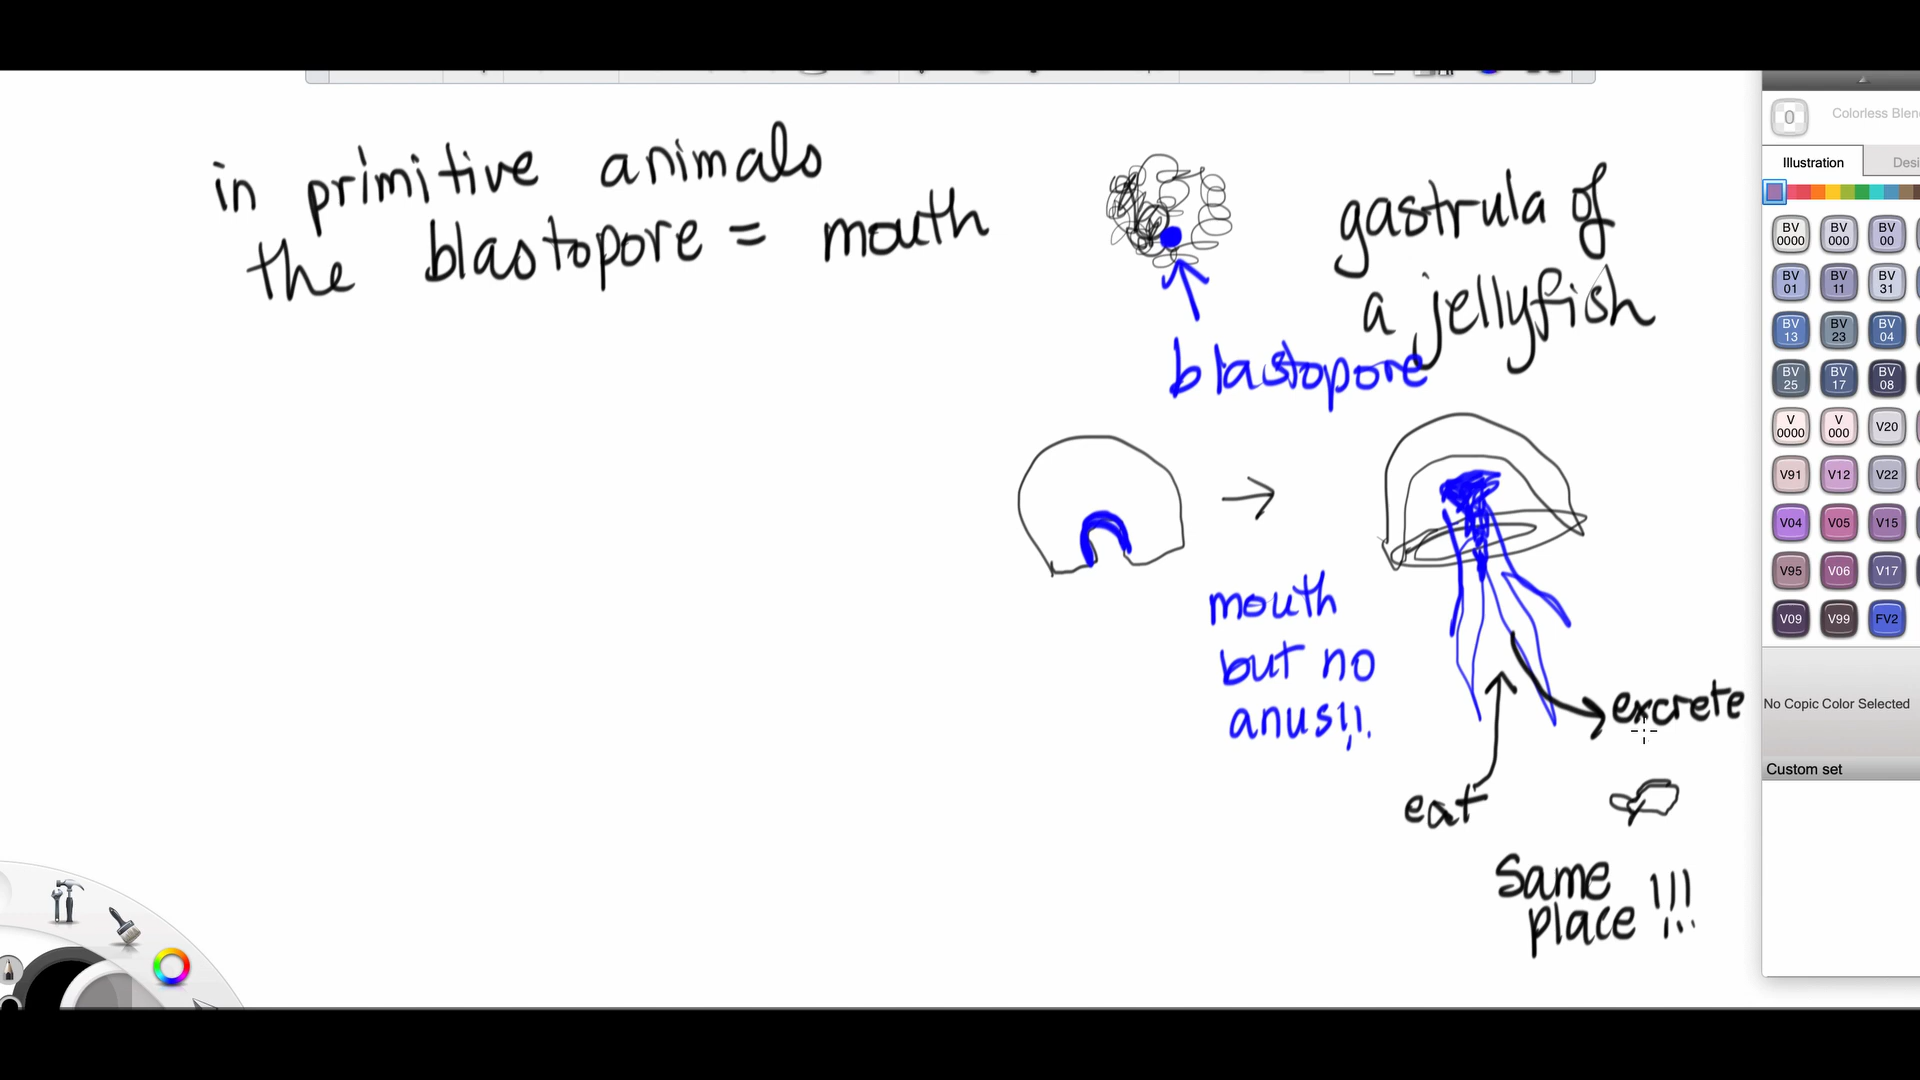 in primitive animals
the blastopore = mouth
gastrula of
a jellyfish
blastopore
mouth
but no
anus!!
eat
excrete
same
place !!!
Colorless Blen
Illustration
Desi
BV 0000
BV 000
BV 00
BV 01
BV 11
BV 31
BV 13
BV 23
BV 04
BV 25
BV 17
BV 08
V 0000
V 000
V20
V91
V12
V22
V04
V05
V15
V95
V06
V17
V09
V99
FV2
No Copic Color Selected
Custom set
0